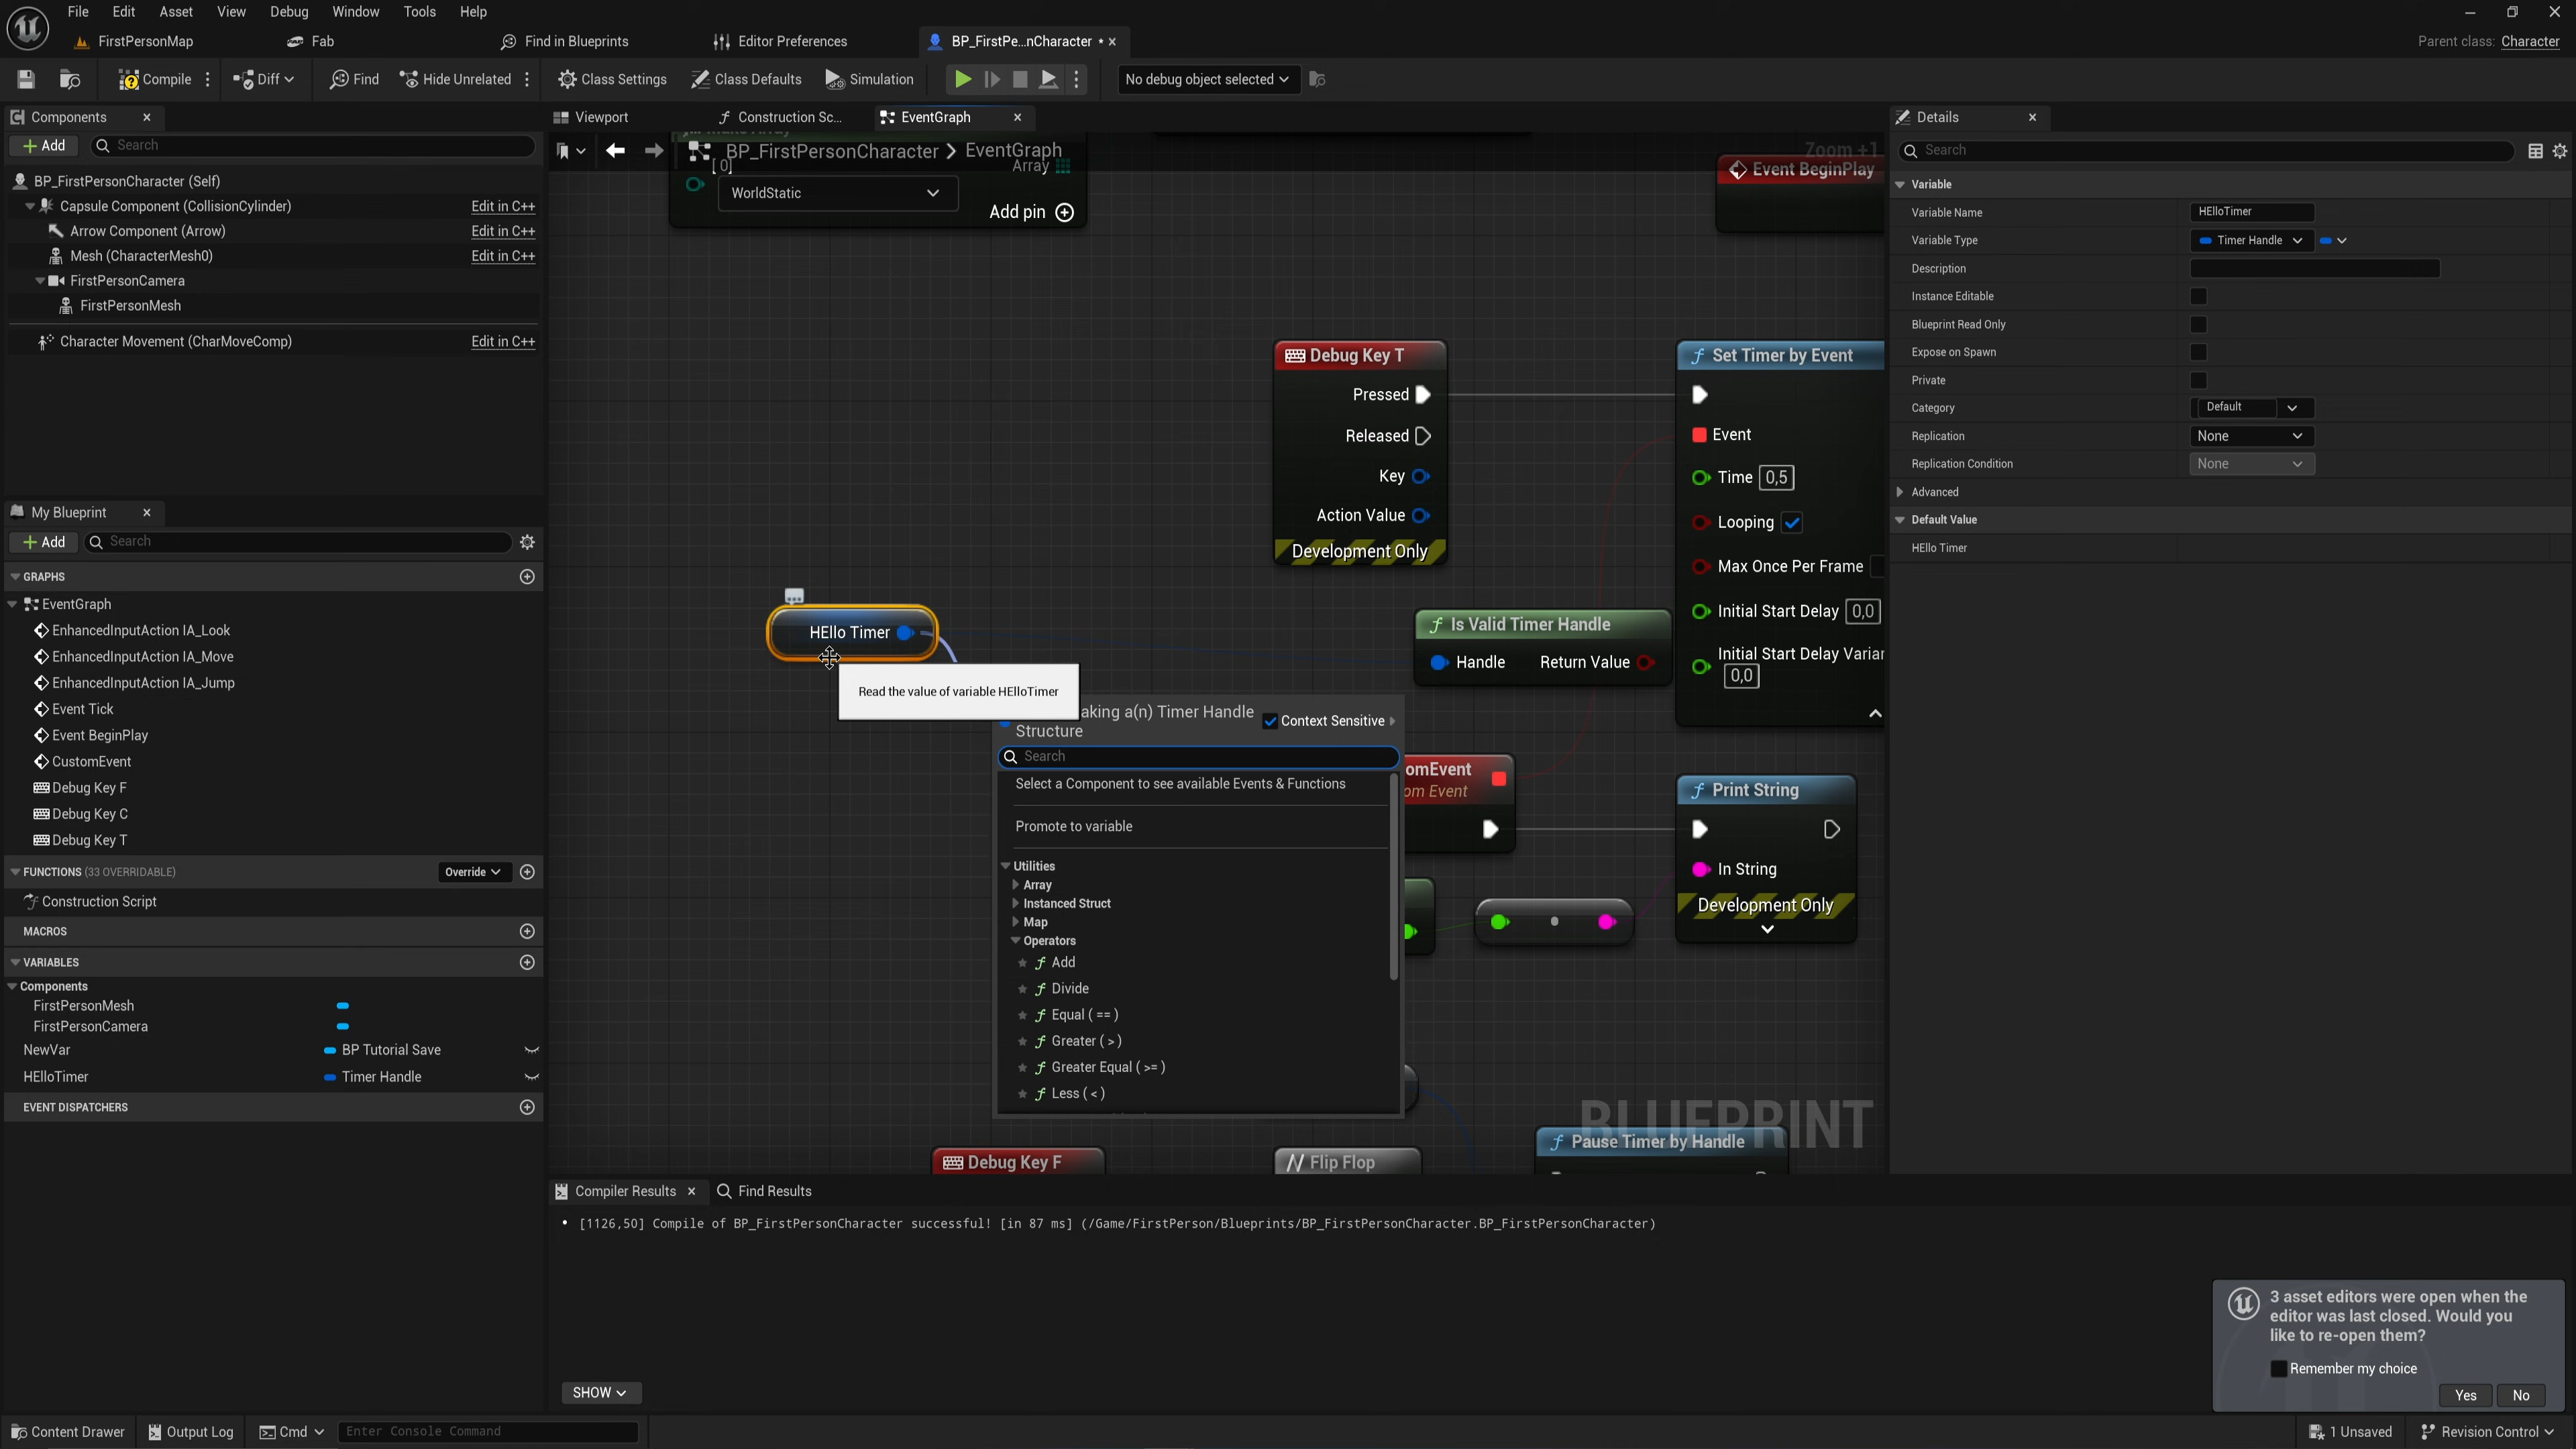 File Edit Asset View Debug Window Tools Help
FirstPersonMap Fab Find in Blueprints Editor Preferences BP_FirstPe...nCharacter *
Parent class: Character
Compile Diff Find Hide Unrelated Class Settings Class Defaults Simulation No debug object selected
Components
Add Search
BP_FirstPersonCharacter (Self)
Capsule Component (CollisionCylinder) Edit in C++
Arrow Component (Arrow) Edit in C++
Mesh (CharacterMesh0) Edit in C++
FirstPersonCamera
FirstPersonMesh
Character Movement (CharMoveComp) Edit in C++
My Blueprint
Add Search
GRAPHS
EventGraph
EnhancedInputAction IA_Look
EnhancedInputAction IA_Move
EnhancedInputAction IA_Jump
Event Tick
Event BeginPlay
CustomEvent
Debug Key F
Debug Key C
Debug Key T
FUNCTIONS (33 OVERRIDABLE) Override
Construction Script
MACROS
VARIABLES
Components
FirstPersonMesh
FirstPersonCamera
NewVar BP Tutorial Save
HElloTimer Timer Handle
EVENT DISPATCHERS
Viewport Construction Sc... EventGraph
BP_FirstPersonCharacter > EventGraph
Zoom +1
[0] Array
WorldStatic
Add pin
Event BeginPlay
Debug Key T
Pressed
Released
Key
Action Value
Development Only
Set Timer by Event
Event
Time 0,5
Looping
Max Once Per Frame
Initial Start Delay 0,0
Initial Start Delay Varian
0,0
HEllo Timer
Read the value of variable HElloTimer
Is Valid Timer Handle
Handle Return Value
aking a(n) Timer Handle
Structure
Context Sensitive
Search
Select a Component to see available Events & Functions
Promote to variable
Utilities
Array
Instanced Struct
Map
Operators
Add
Divide
Equal ( == )
Greater ( > )
Greater Equal ( >= )
Less ( < )
omEvent
om Event
Print String
In String
Development Only
BLUEPRINT
Pause Timer by Handle
Debug Key F
Flip Flop
Compiler Results Find Results
[1126,50] Compile of BP_FirstPersonCharacter successful! [in 87 ms] (/Game/FirstPerson/Blueprints/BP_FirstPersonCharacter.BP_FirstPersonCharacter)
SHOW
Details
Search
Variable
Variable Name HElloTimer
Variable Type Timer Handle
Description
Instance Editable
Blueprint Read Only
Expose on Spawn
Private
Category Default
Replication None
Replication Condition None
Advanced
Default Value
HEllo Timer
3 asset editors were open when the
editor was last closed. Would you
like to re-open them?
Remember my choice
Yes No
Content Drawer Output Log Cmd Enter Console Command
1 Unsaved Revision Control